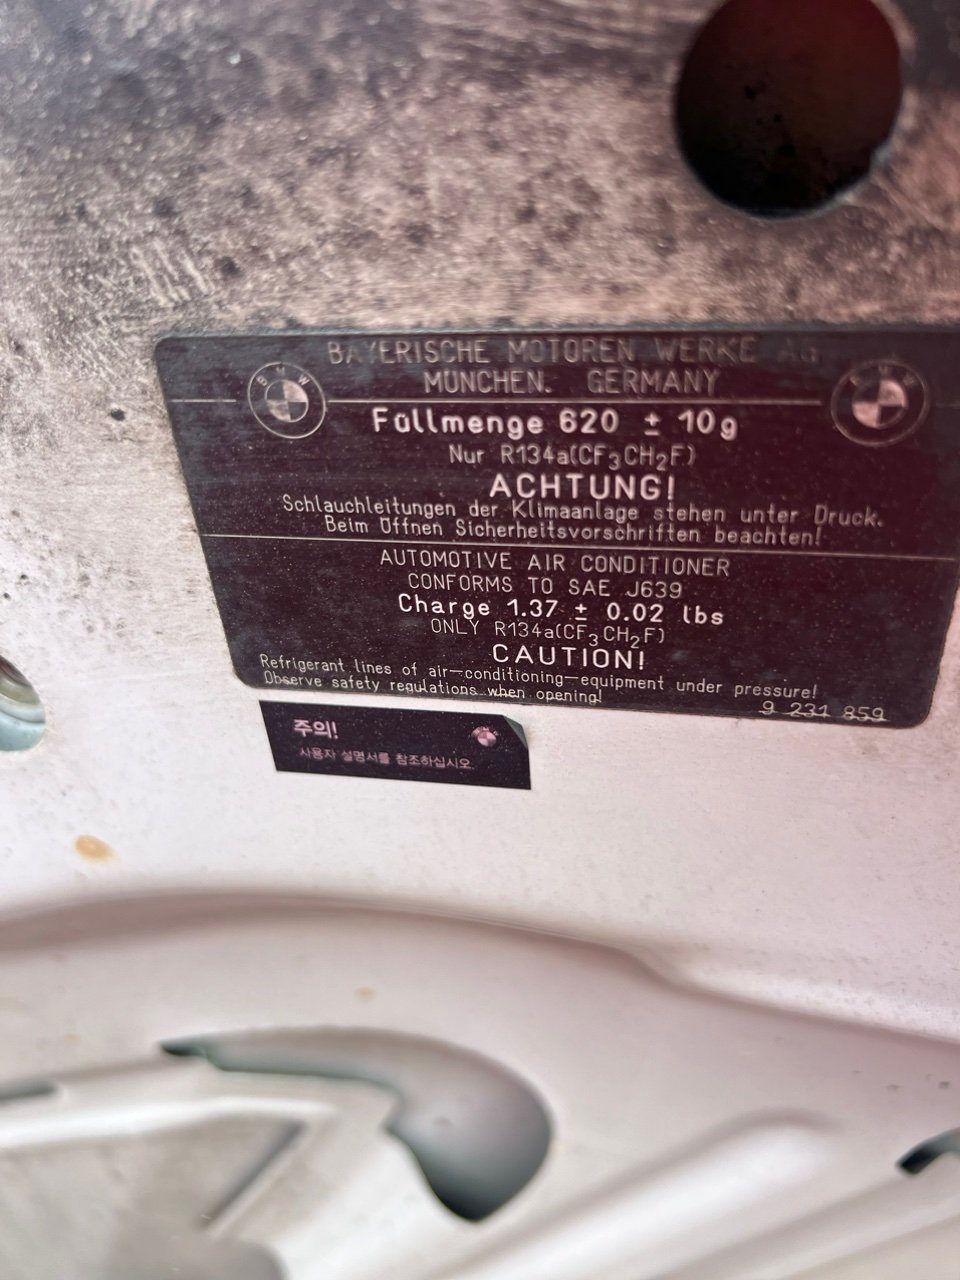 BAYERISCHE MOTOREN WERKE AG
MÜNCHEN. GERMANY
BMW
BMW
Füllmenge 620 ± 10g
Nur R134a(CF₃CH₂F)
ACHTUNG!
Schlauchleitungen der Klimaanlage stehen unter Druck.
Beim Öffnen Sicherheitsvorschriften beachten!
AUTOMOTIVE AIR CONDITIONER
CONFORMS TO SAE J639
Charge 1.37 ± 0.02 lbs
ONLY R134a(CF₃CH₂F)
CAUTION!
Refrigerant lines of air-conditioning-equipment under pressure!
Observe safety regulations when opening!
9 231 859
주의!
사용자 설명서를 참조하십시오.